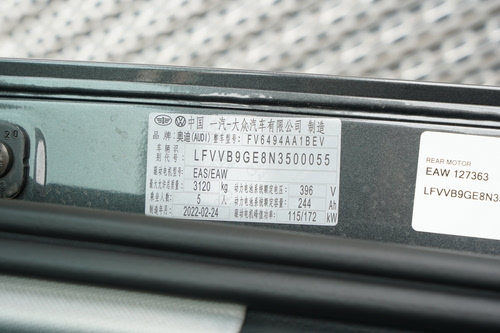 中国 一汽-大众汽车有限公司 制造
品 牌: 奥迪(AUDI) 整车型号: FV6494AA1BEV
车辆识
别代号 LFVVB9GE8N3500055
驱动电机型号: EAS/EAW
最大允许总质量: 3120 kg 动力电池系统额定电压: 396 V
乘坐人数: 5 人 动力电池系统额定容量: 244 Ah
制造年月: 2022-02-24 驱动电机峰值功率: 115/172 kW
REAR MOTOR
EAW 127363
LFVVB9GE8N35